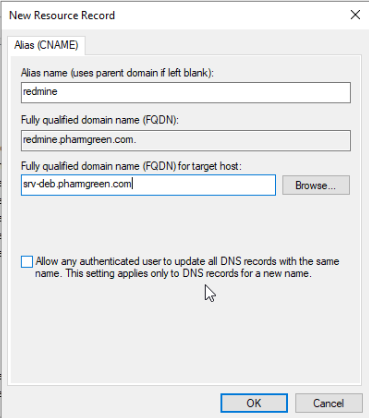 New Resource Record
Alias (CNAME)
Alias name (uses parent domain if left blank):
redmine
Fully qualified domain name (FQDN):
redmine.pharmgreen.com.
Fully qualified domain name (FQDN) for target host:
srv-deb.pharmgreen.com
Browse...
Allow any authenticated user to update all DNS records with the same
name. This setting applies only to DNS records for a new name.
OK
Cancel